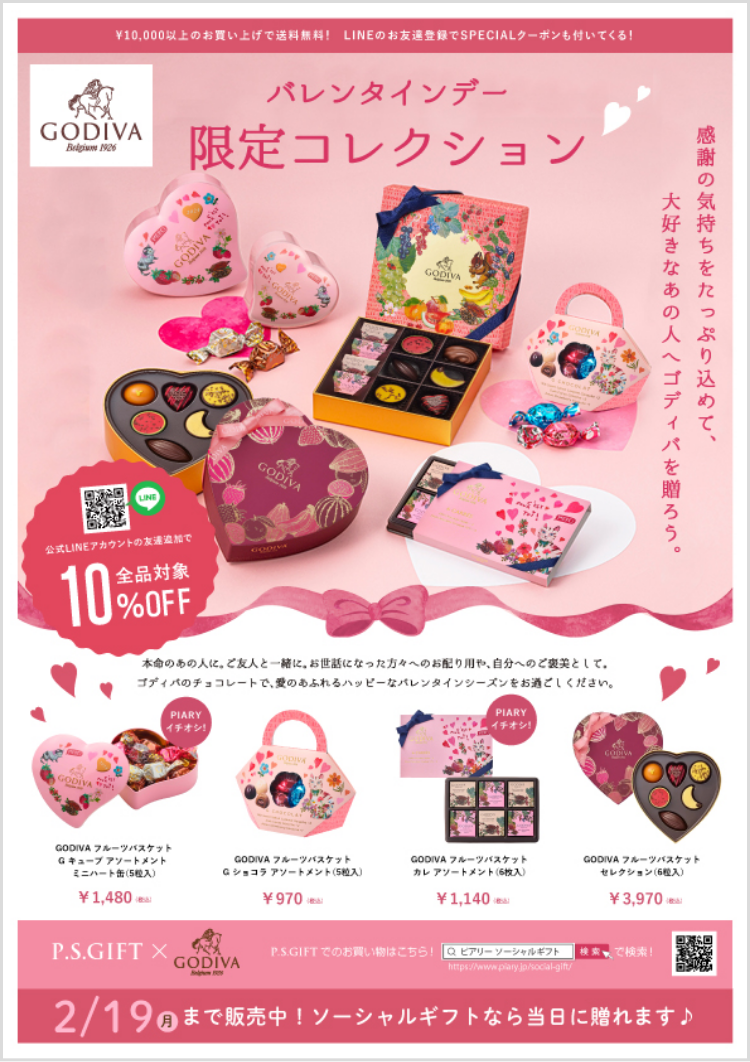 ¥10,000以上のお買い上げで送料無料! LINEのお友達登録でSPECIALクーポンも付いてくる!
GODIVA
Belgium 1926
バレンタインデー
限定コレクション
感謝の気持ちをたっぷり込めて、
大好きなあの人へゴディバを贈ろう。
GODIVA
GODIVA
GODIVA
GODIVA
GODIVA
GODIVA
LINE
公式LINEアカウントの友達追加で
全品対象
10%OFF
本命のあの人に。ご友人と一緒に。お世話になった方々へのお配り用や、自分へのご褒美として。
ゴディバのチョコレートで、愛のあふれるハッピーなバレンタインシーズンをお過ごしください。
PIARY
イチオシ!
PIARY
イチオシ!
GODIVA フルーツバスケット
G キューブ アソートメント
ミニハート缶(5粒入)
¥1,480(税込)
GODIVA フルーツバスケット
G ショコラ アソートメント(5粒入)
¥970(税込)
GODIVA フルーツバスケット
カレ アソートメント(6枚入)
¥1,140(税込)
GODIVA フルーツバスケット
セレクション(6粒入)
¥3,970(税込)
P.S.GIFT × GODIVA
Belgium 1926
P.S.GIFTでのお買い物はこちら! ピアリー ソーシャルギフト 検索 で検索!
https://www.piary.jp/social-gift/
2/19月まで販売中!ソーシャルギフトなら当日に贈れます♪